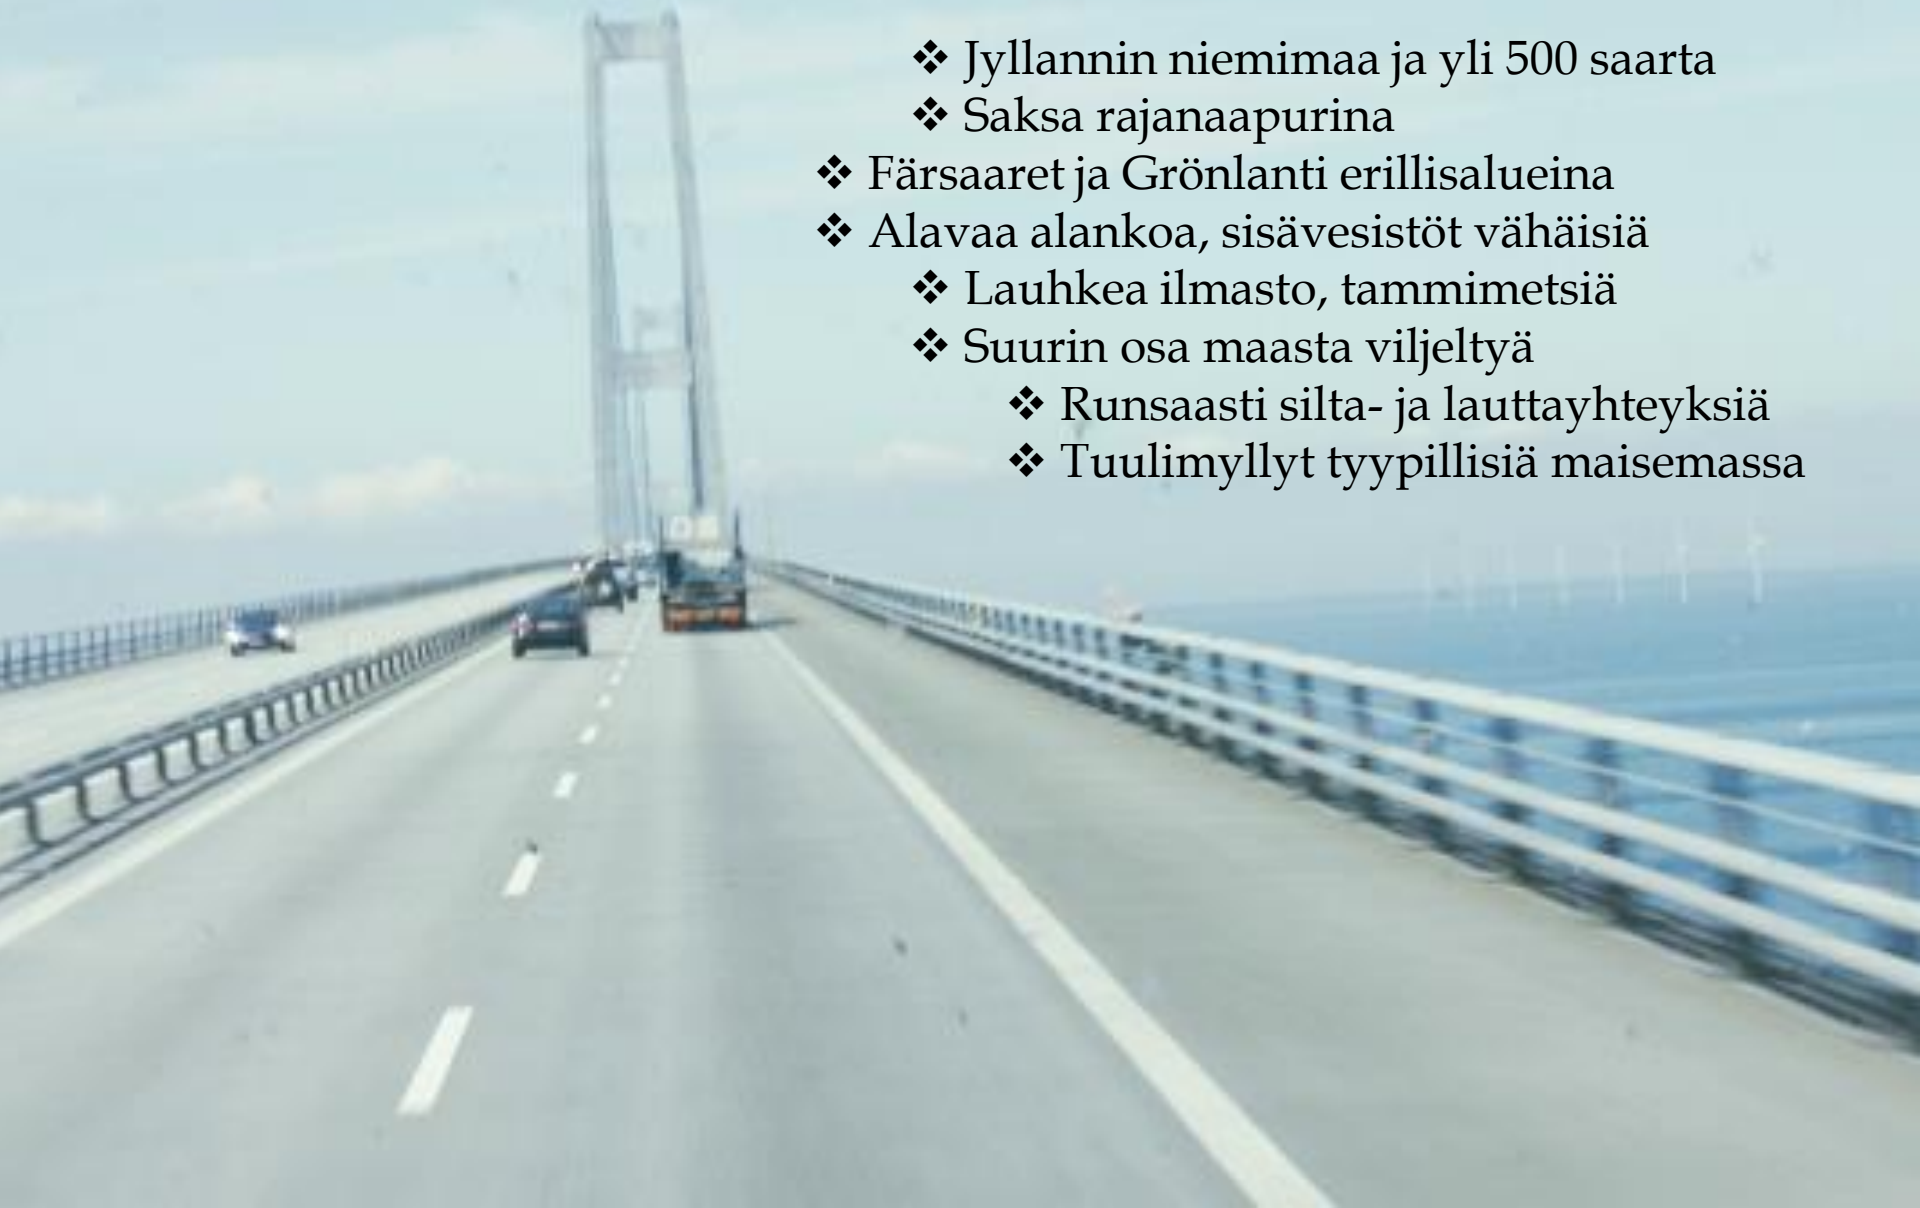 ❖ Jyllannin niemimaa ja yli 500 saarta
❖ Saksa rajanaapurina
❖ Färsaaret ja Grönlanti erillisalueina
❖ Alavaa alankoa, sisävesistöt vähäisiä
❖ Lauhkea ilmasto, tammimetsiä
❖ Suurin osa maasta viljeltyä
❖ Runsaasti silta- ja lauttayhteyksiä
❖ Tuulimyllyt tyypillisiä maisemassa